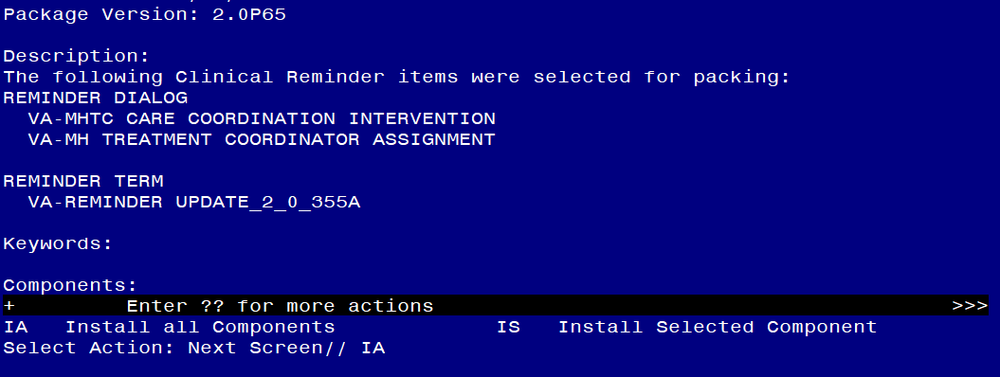 Package Version: 2.0P65
Description:
The following Clinical Reminder items were selected for packing:
REMINDER DIALOG
VA-MHTC CARE COORDINATION INTERVENTION
VA-MH TREATMENT COORDINATOR ASSIGNMENT
REMINDER TERM
VA-REMINDER UPDATE_2_0_355A
Keywords:
Components:
+ Enter ?? for more actions >>>
IA Install all Components IS Install Selected Component
Select Action: Next Screen// IA